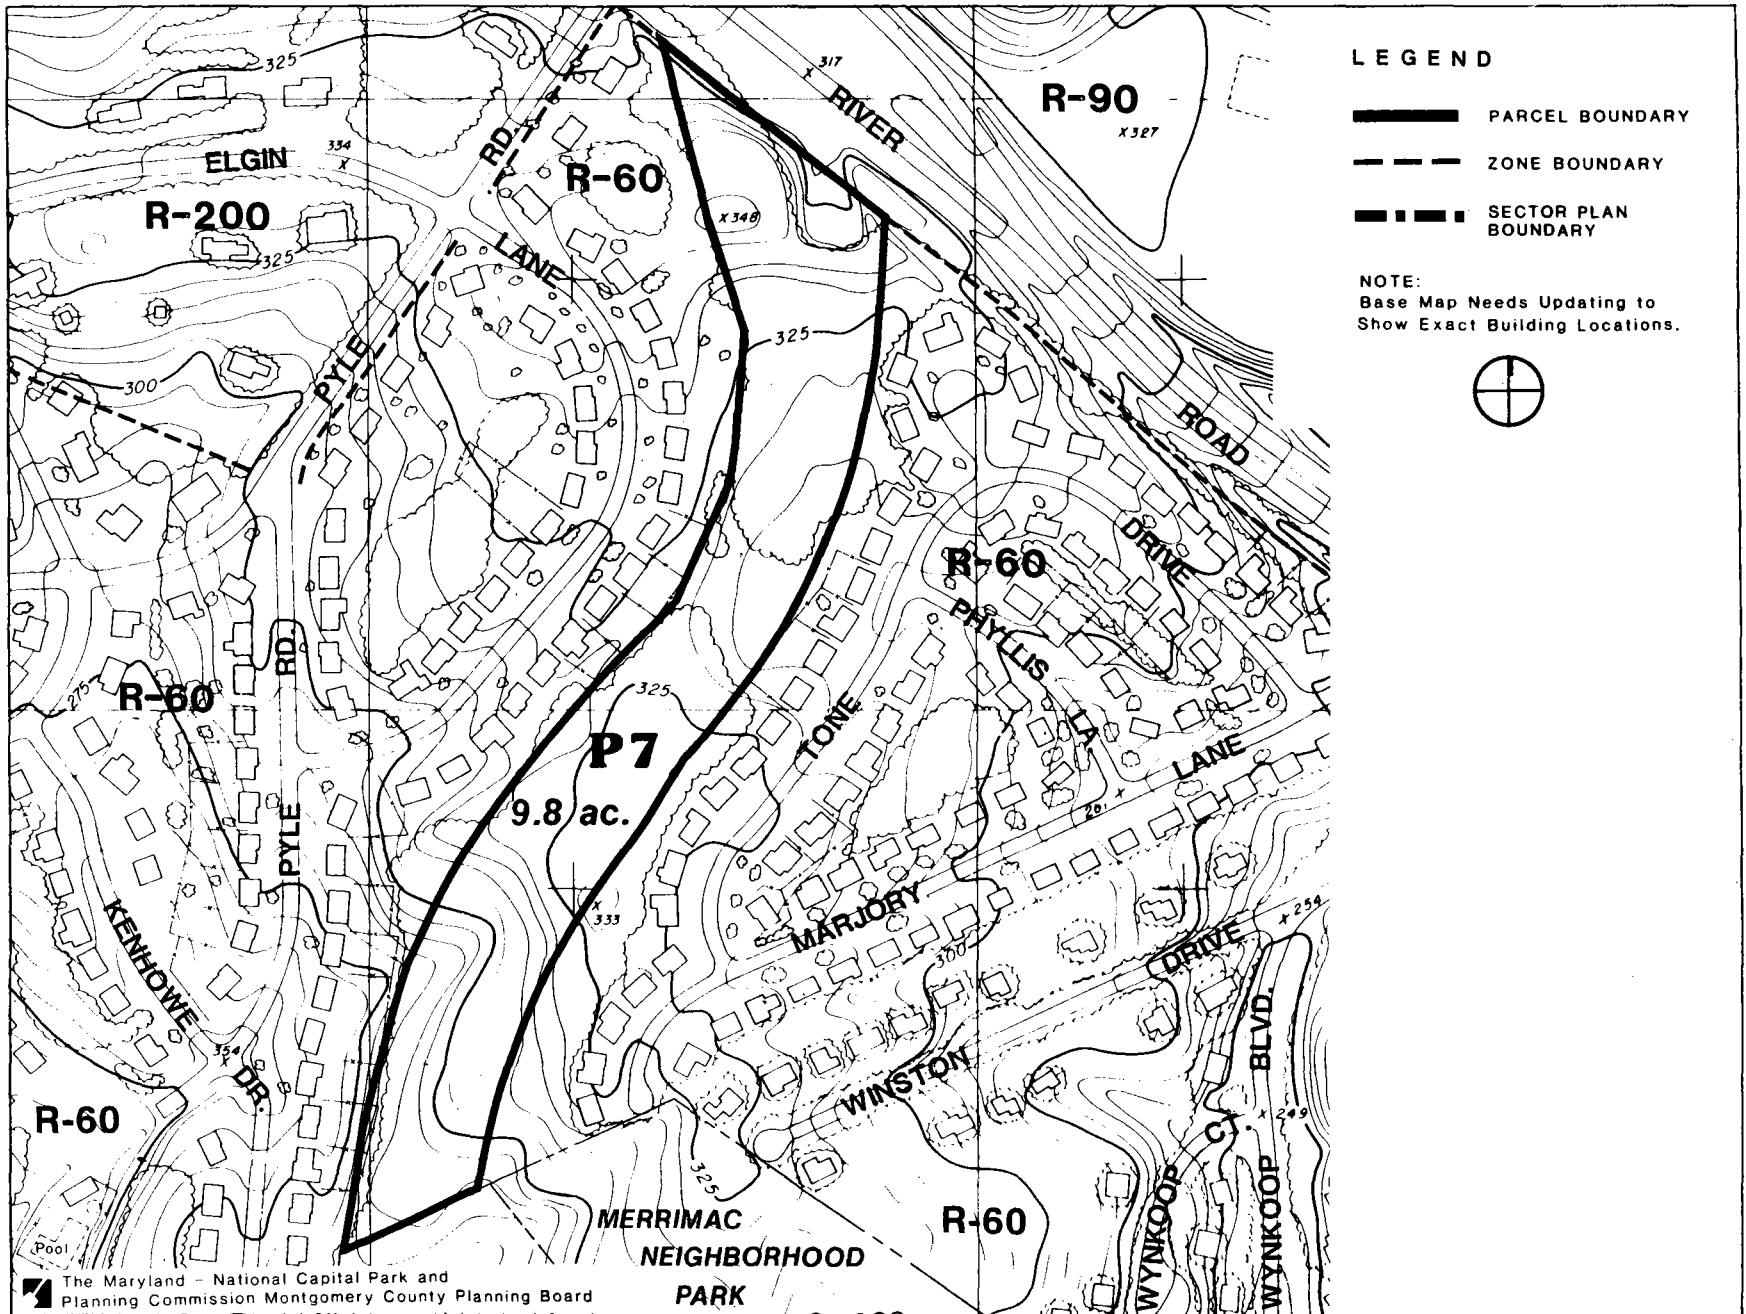 LEGEND
PARCEL BOUNDARY
ZONE BOUNDARY
SECTOR PLAN
BOUNDARY
NOTE:
Base Map Needs Updating to
Show Exact Building Locations.
325
317
RIVER
R-90
X327
RD.
334
ELGIN
R-60
R-200
X348
325
LANE
325
PYLE
300
ROAD
DRIVE
R-60
PHYLLIS
RD.
275
R-60
325
P7
TONE
LA.
LANE
9.8 ac.
PYLE
333
MARJORY
254
KENHOWE
300
DRIVE
BLVD.
354
DR.
WINSTON
R-60
CT.
x 249
325
WYNKOOP
WYNKOOP
MERRIMAC
NEIGHBORHOOD
PARK
R-60
Pool
The Maryland - National Capital Park and
Planning Commission Montgomery County Planning Board